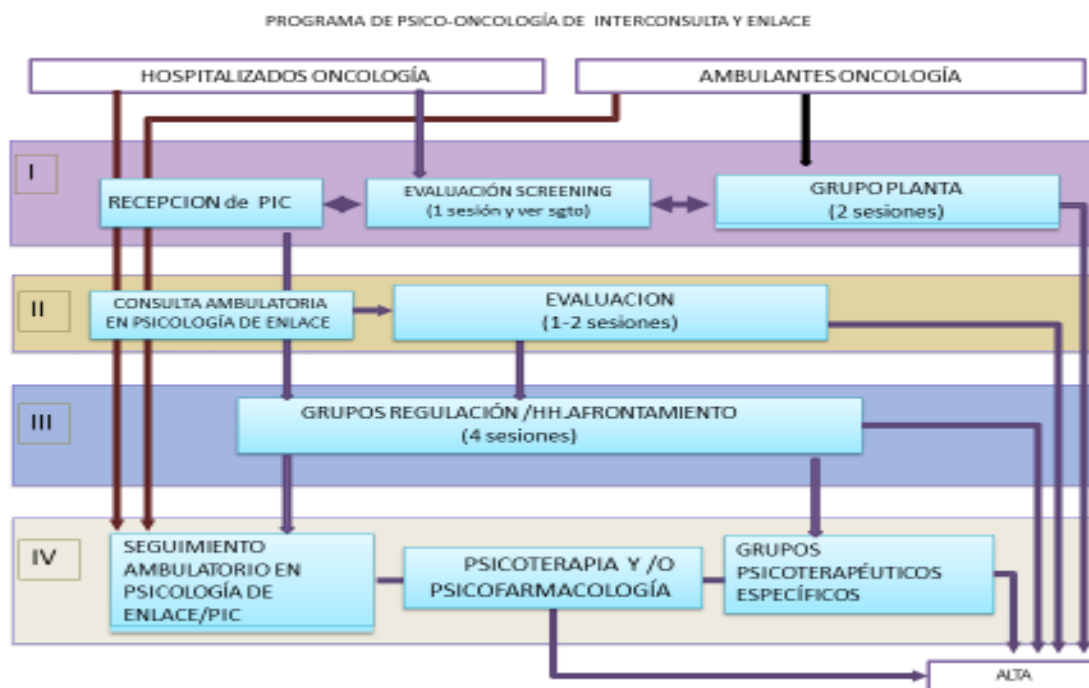 PROGRAMA DE PSICO-ONCOLOGÍA DE INTERCONSULTA Y ENLACE
HOSPITALIZADOS ONCOLOGÍA
AMBULANTES ONCOLOGÍA
I
RECEPCION de PIC
EVALUACIÓN SCREENING
(1 sesión y ver sgto)
GRUPO PLANTA
(2 sesiones)
II
CONSULTA AMBULATORIA
EN PSICOLOGÍA DE ENLACE
EVALUACION
(1-2 sesiones)
III
GRUPOS REGULACIÓN /HH.AFRONTAMIENTO
(4 sesiones)
IV
SEGUIMIENTO
AMBULATORIO EN
PSICOLOGÍA DE
ENLACE/PIC
PSICOTERAPIA Y /O
PSICOFARMACOLOGÍA
GRUPOS
PSICOTERAPÉUTICOS
ESPECÍFICOS
ALTA